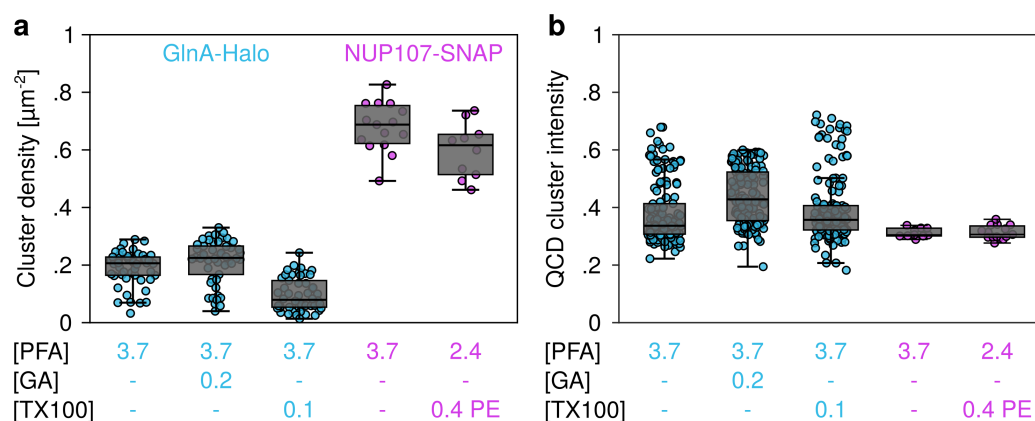 a
GlnA-Halo NUP107-SNAP
Cluster density [µm-2]
1
.8
.6
.4
.2
0
[PFA] 3.7 3.7 3.7 3.7 2.4
[GA] - 0.2 - - -
[TX100] - - 0.1 - 0.4 PE
b
QCD cluster intensity
1
.8
.6
.4
.2
0
[PFA] 3.7 3.7 3.7 3.7 2.4
[GA] - 0.2 - - -
[TX100] - - 0.1 - 0.4 PE